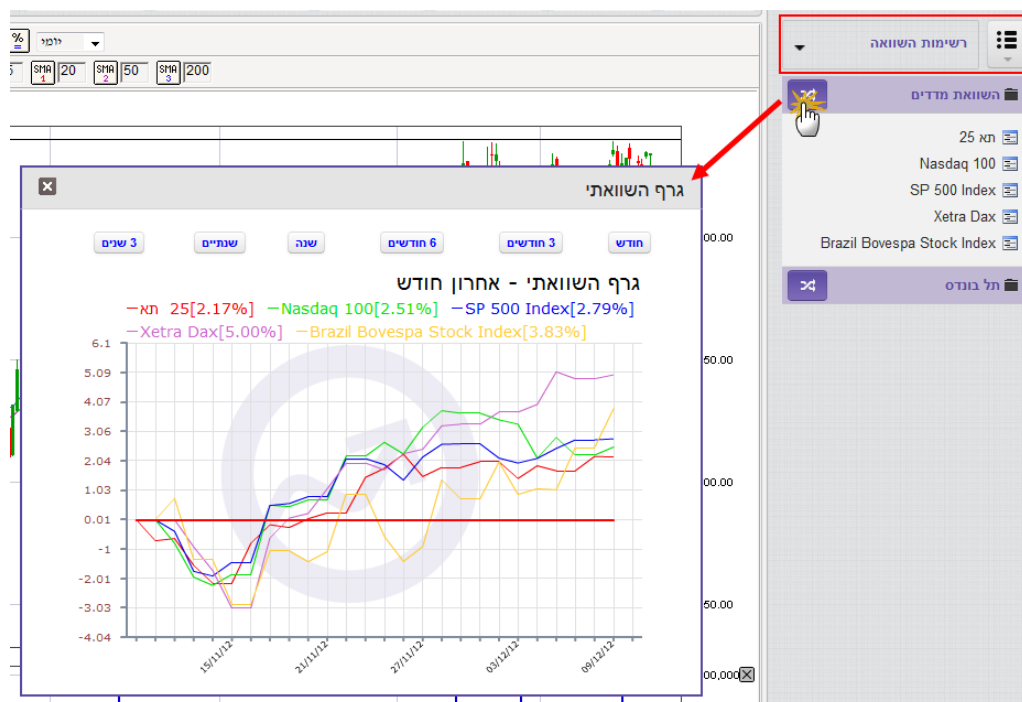 %
יומי
SMA 1 20 SMA 2 50 SMA 3 200
רשימות השוואה
השוואת מדדים
תא 25
Nasdaq 100
SP 500 Index
Xetra Dax
Brazil Bovespa Stock Index
תל בונדס
גרף השוואתי
חודש 3 חודשים 6 חודשים שנה שנתיים 3 שנים
גרף השוואתי - אחרון חודש
תא 25[2.17%] Nasdaq 100[2.51%] SP 500 Index[2.79%]
Xetra Dax[5.00%] Brazil Bovespa Stock Index[3.83%]
6.1
5.09
4.07
3.06
2.04
1.03
0.01
-1
-2.01
-3.03
-4.04
15/11/12 21/11/12 27/11/12 03/12/12 09/12/12
00.00
50.00
00.00
50.00
00,000